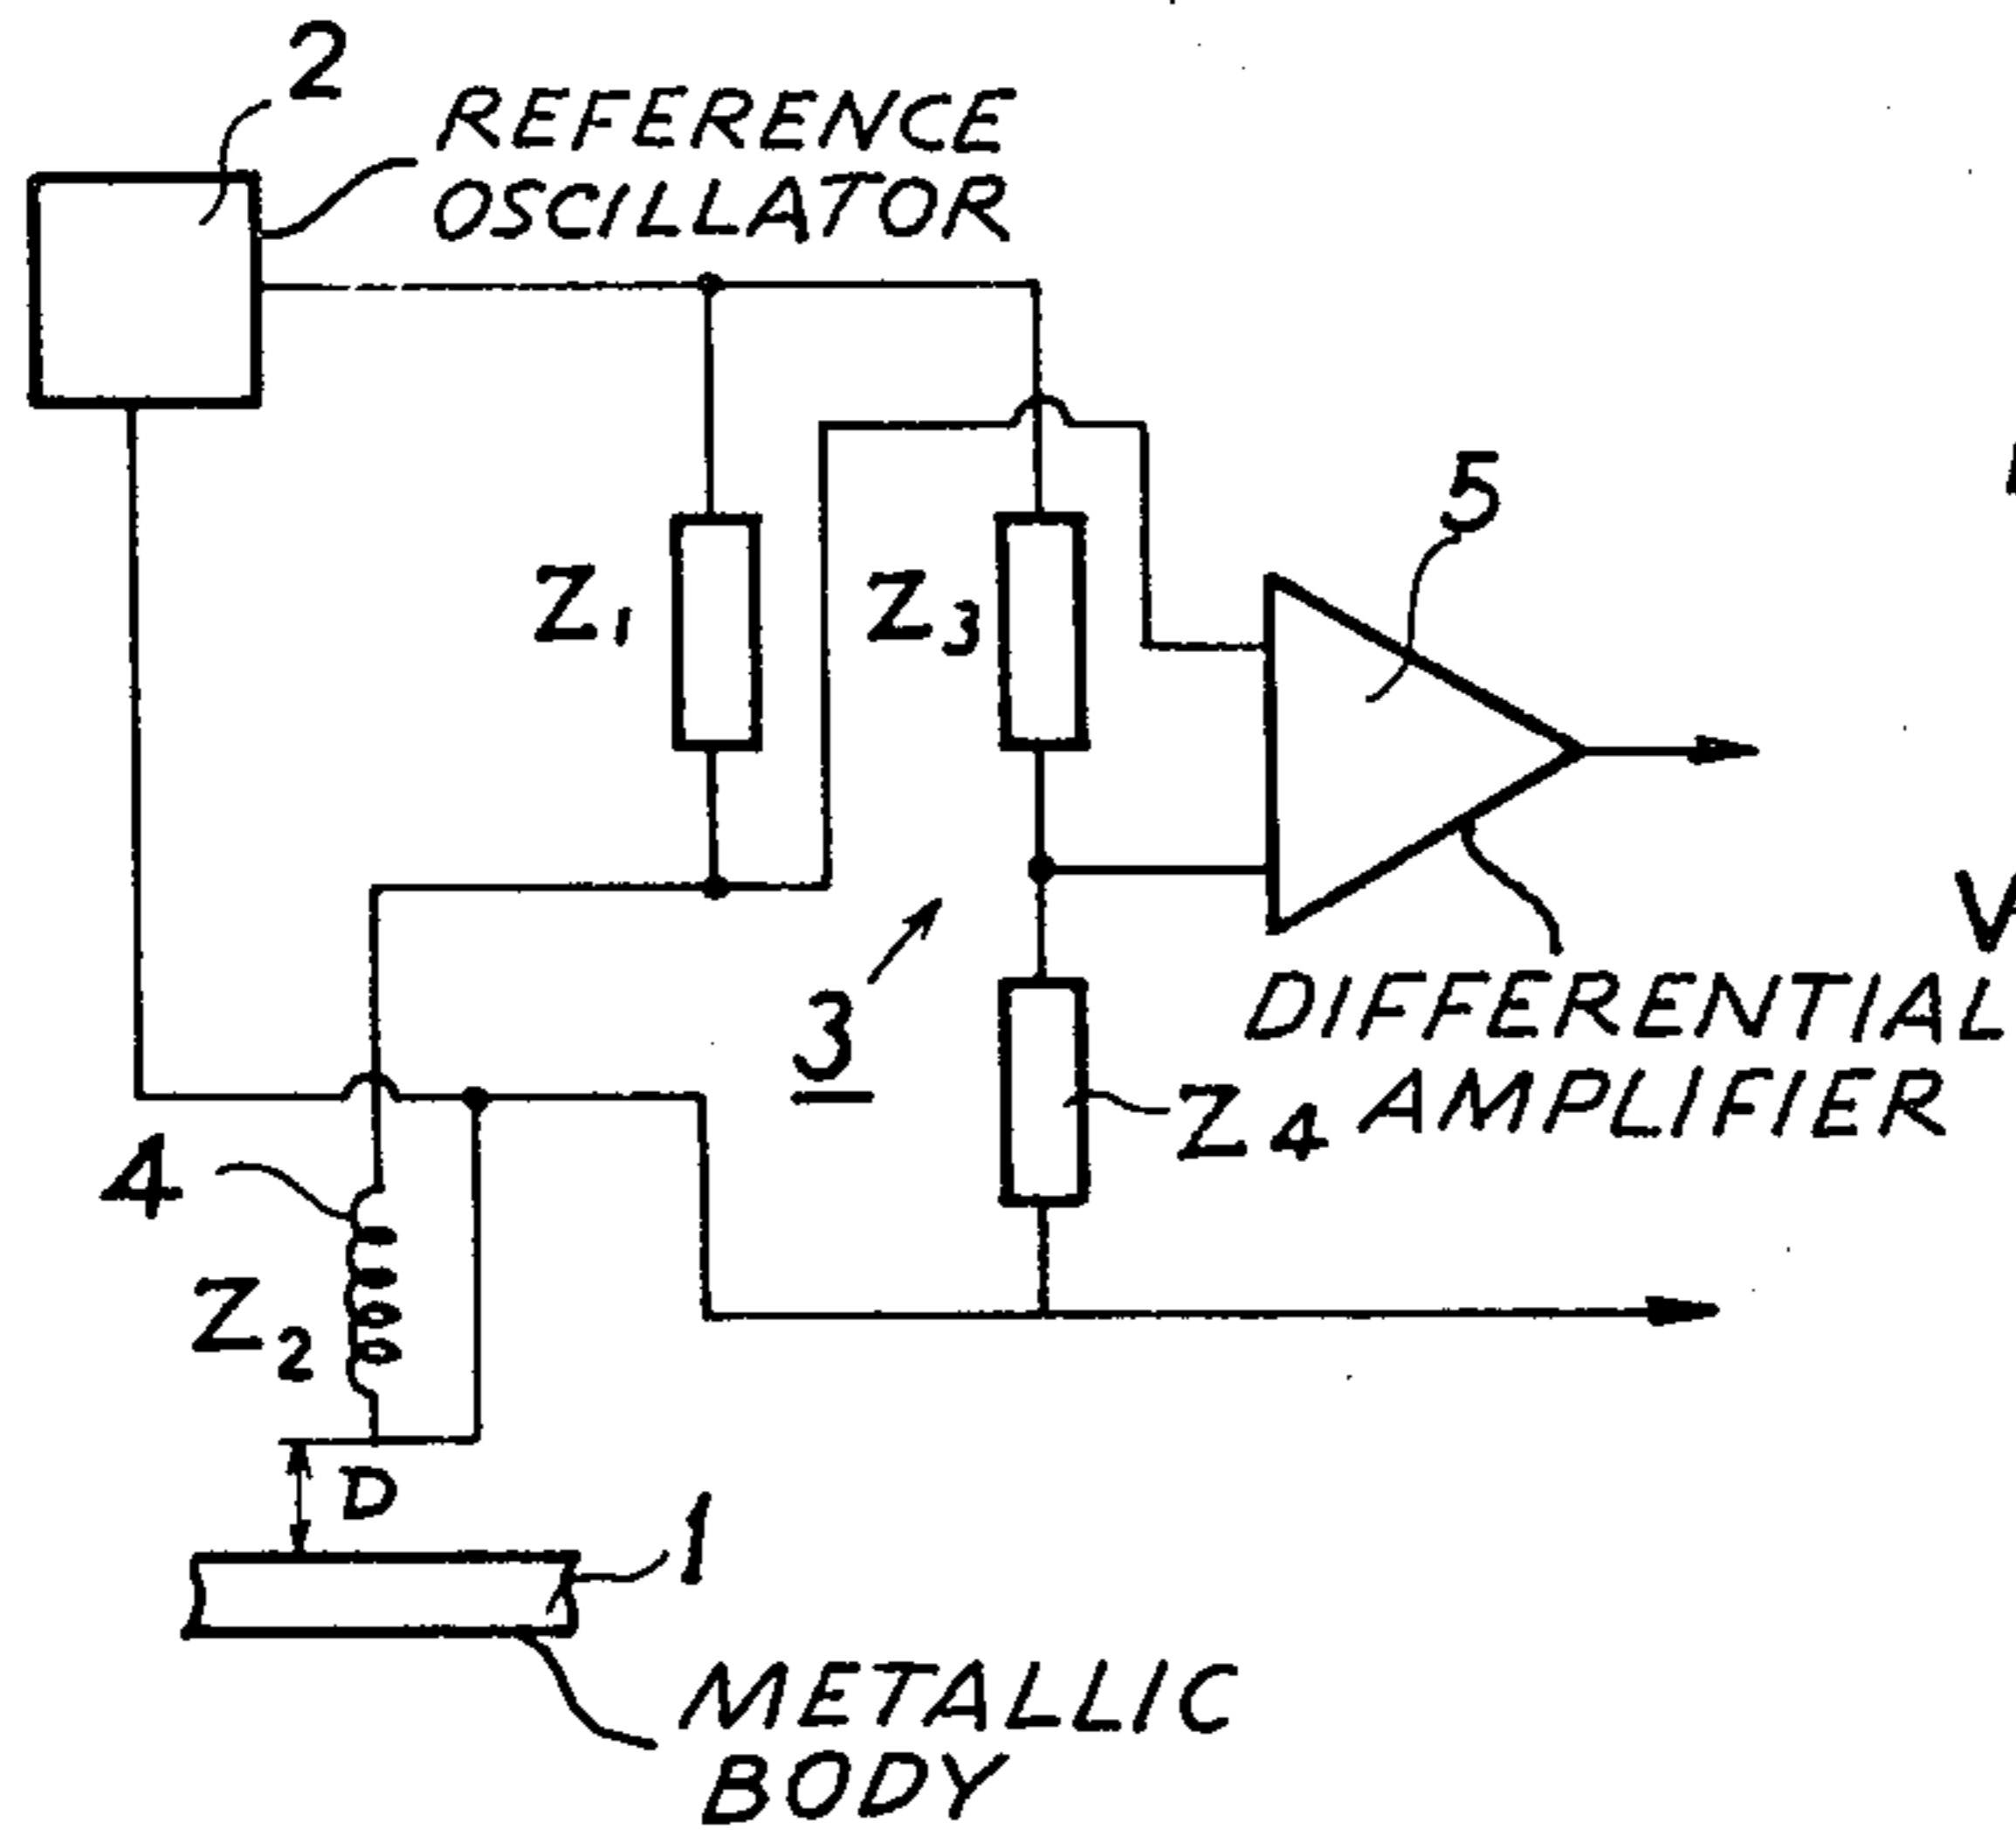 2
REFERENCE
OSCILLATOR
5
Z1
Z3
DIFFERENTIAL
AMPLIFIER
3
Z4
4
Z2
D
1
METALLIC
BODY